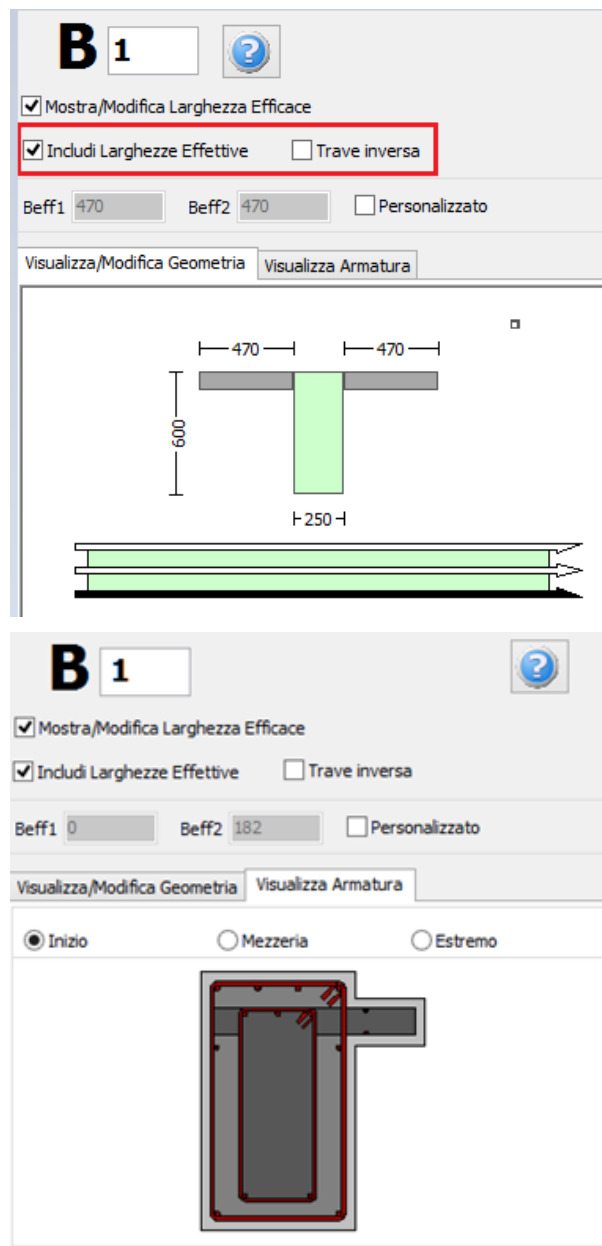 B 1 ?
Mostra/Modifica Larghezza Efficace
Includi Larghezze Effettive Trave inversa
Beff1 470 Beff2 470 Personalizzato
Visualizza/Modifica Geometria Visualizza Armatura
470 470
600
250
B 1 ?
Mostra/Modifica Larghezza Efficace
Includi Larghezze Effettive Trave inversa
Beff1 0 Beff2 182 Personalizzato
Visualizza/Modifica Geometria Visualizza Armatura
Inizio Mezzeria Estremo